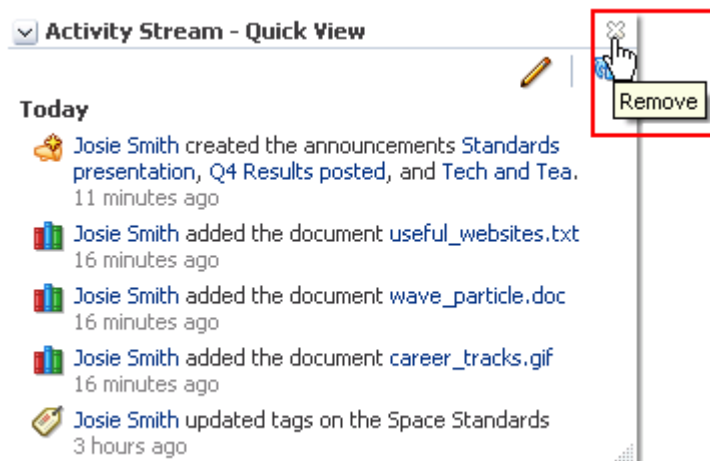 Activity Stream - Quick View
Remove
Today
Josie Smith created the announcements Standards
presentation, Q4 Results posted, and Tech and Tea.
11 minutes ago
Josie Smith added the document useful_websites.txt
16 minutes ago
Josie Smith added the document wave_particle.doc
16 minutes ago
Josie Smith added the document career_tracks.gif
16 minutes ago
Josie Smith updated tags on the Space Standards
3 hours ago